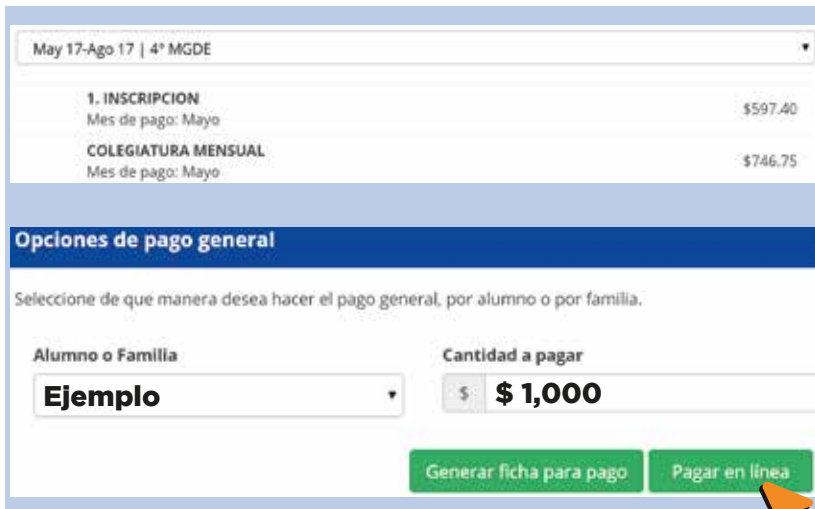 May 17-Ago 17 | 4° MGDE
1. INSCRIPCION
Mes de pago: Mayo
$597.40
COLEGIATURA MENSUAL
Mes de pago: Mayo
$746.75
Opciones de pago general
Seleccione de que manera desea hacer el pago general, por alumno o por familia.
Alumno o Familia
Cantidad a pagar
Ejemplo
$ $ 1,000
Generar ficha para pago
Pagar en línea